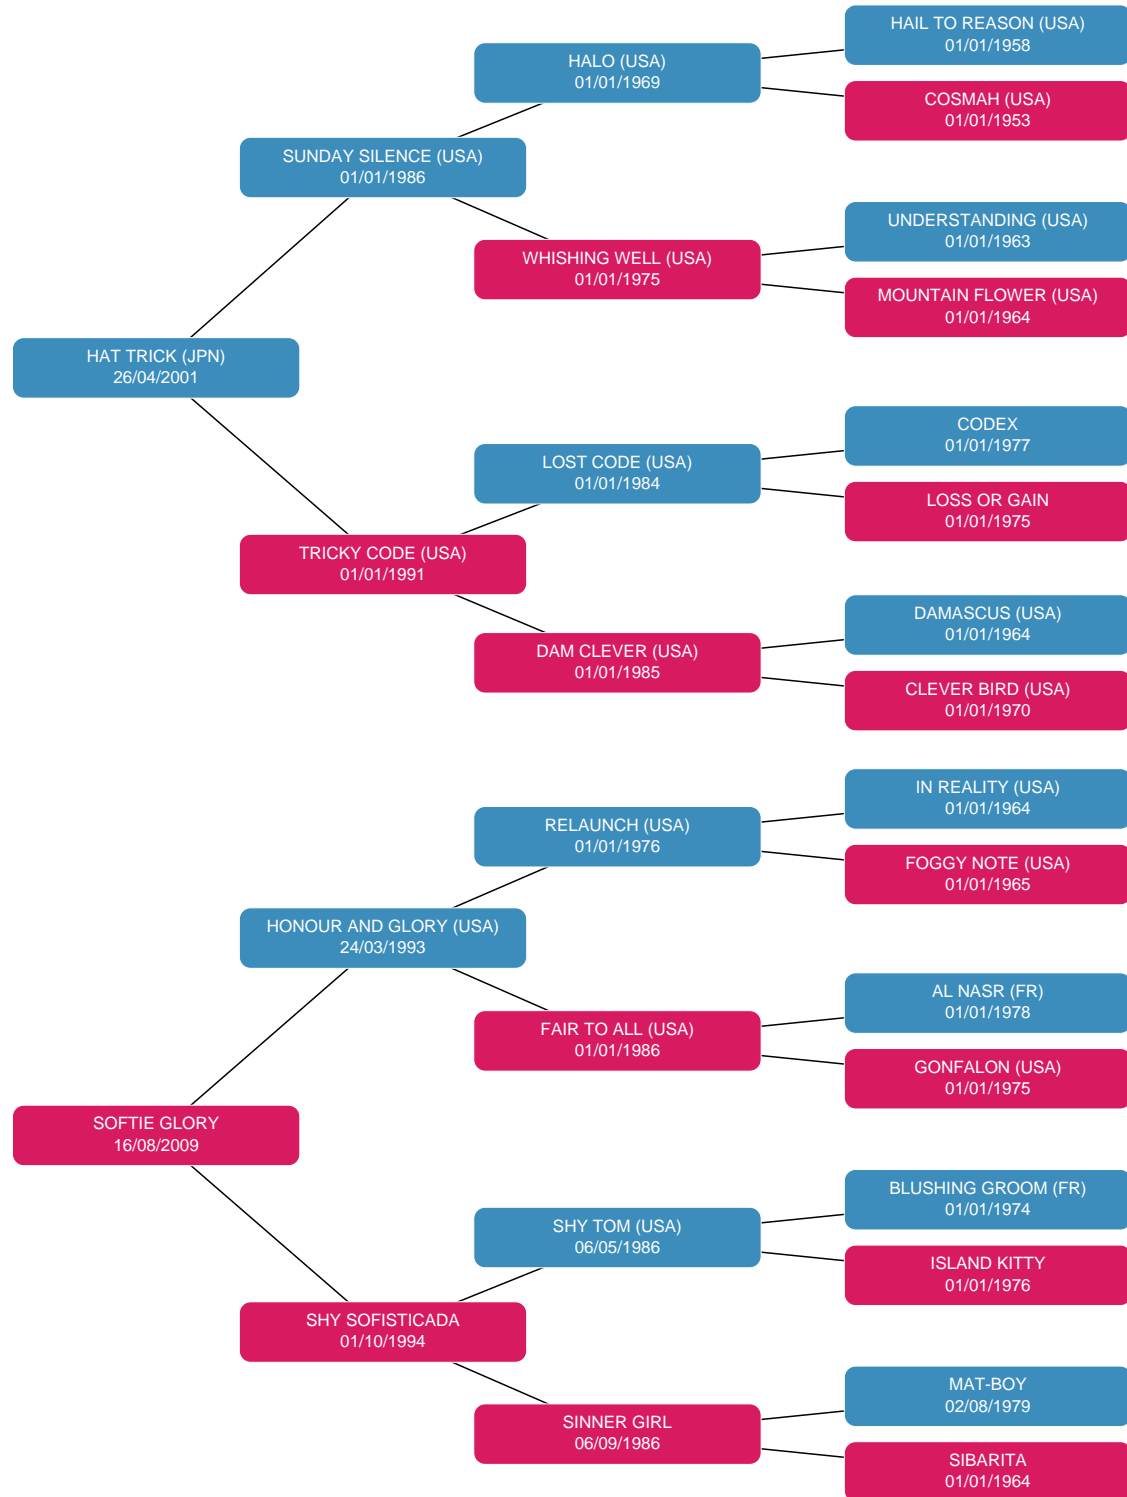 HAIL TO REASON (USA)
01/01/1958
HALO (USA)
01/01/1969
COSMAH (USA)
01/01/1953
SUNDAY SILENCE (USA)
01/01/1986
UNDERSTANDING (USA)
01/01/1963
WHISHING WELL (USA)
01/01/1975
MOUNTAIN FLOWER (USA)
01/01/1964
HAT TRICK (JPN)
26/04/2001
CODEX
01/01/1977
LOST CODE (USA)
01/01/1984
LOSS OR GAIN
01/01/1975
TRICKY CODE (USA)
01/01/1991
DAMASCUS (USA)
01/01/1964
DAM CLEVER (USA)
01/01/1985
CLEVER BIRD (USA)
01/01/1970
IN REALITY (USA)
01/01/1964
RELAUNCH (USA)
01/01/1976
FOGGY NOTE (USA)
01/01/1965
HONOUR AND GLORY (USA)
24/03/1993
AL NASR (FR)
01/01/1978
FAIR TO ALL (USA)
01/01/1986
GONFALON (USA)
01/01/1975
SOFTIE GLORY
16/08/2009
BLUSHING GROOM (FR)
01/01/1974
SHY TOM (USA)
06/05/1986
ISLAND KITTY
01/01/1976
SHY SOFISTICADA
01/10/1994
MAT-BOY
02/08/1979
SINNER GIRL
06/09/1986
SIBARITA
01/01/1964